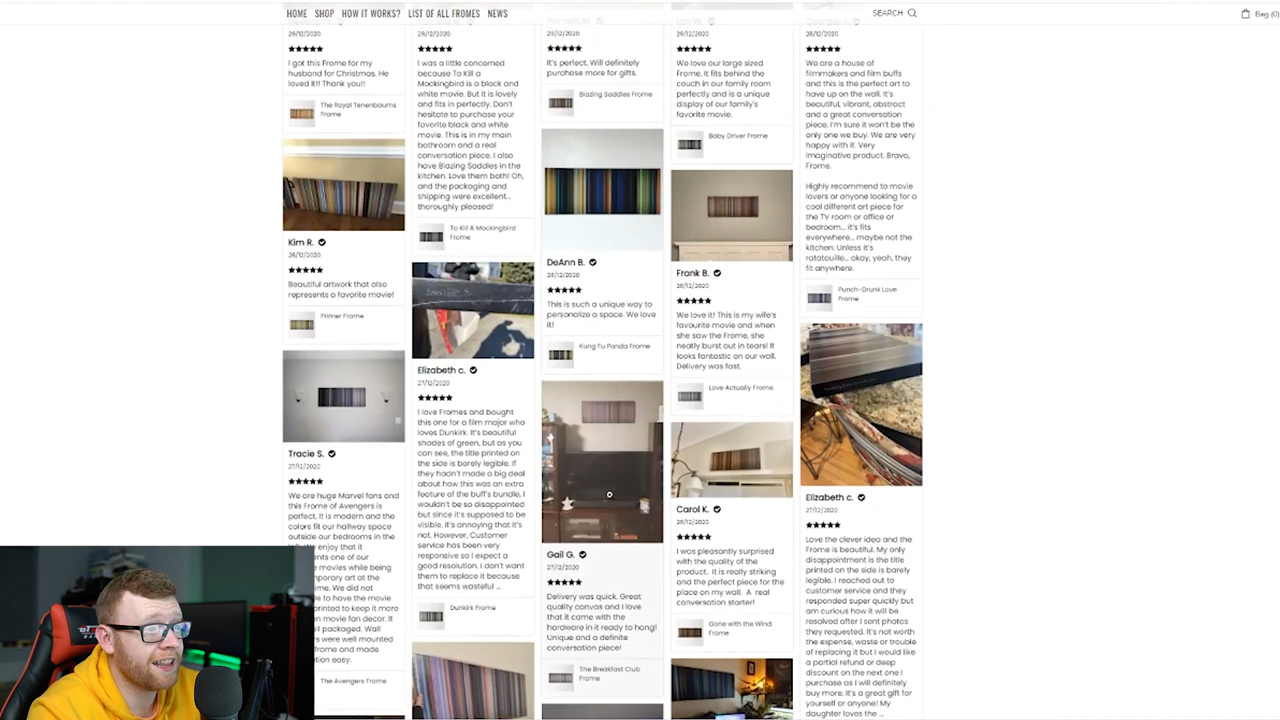 HOME SHOP HOW IT WORKS? LIST OF ALL FROMES NEWS
SEARCH
Bag (0)
29/12/2020
★★★★★
I got this Frome for my
husband for Christmas. He
loved it!! Thank you!!
The Royal Tenenbaums
Frome
Kim R.
28/12/2020
★★★★★
Beautiful artwork that also
represents a favorite movie!
Primer Frome
Tracie S.
27/12/2020
★★★★★
We are huge Marvel fans and
this Frame of Avengers is
perfect. It is modern and the
colors fit our hallway space
outside our bedrooms in the
enjoy that it
one of our
movies while being
art at the
We did not
to have the movie
printed to keep it more
movie fan decor. It
packaged. Wall
were well mounted
frame and made
easy.
The Avengers Frome
29/12/2020
★★★★★
I was a little concerned
because To Kill a
Mockingbird is a black and
white movie. But it is lovely
and fits in perfectly. Don't
hesitate to purchase your
favorite black and white
movie. This is in my main
bathroom and a real
conversation piece. I also
have Blazing Saddles in the
kitchen. Love them both! Oh,
and the packaging and
shipping were excellent...
thoroughly pleased!
To Kill A Mockingbird
Frome
Elizabeth c.
27/12/2020
★★★★★
I love Fromes and bought
this one for a film major who
loves Dunkirk. It's beautiful
shades of green, but as you
can see, the title printed on
the side is barely legible. If
they hadn't made a big deal
about how this was an extra
feature of the buff's bundle, I
wouldn't be so disappointed
but since it's supposed to be
visible, it's annoying that it's
not. However, Customer
service has been very
responsive so I expect a
good resolution. I don't want
them to replace it because
that seems wasteful ...
Dunkirk Frome
29/12/2020
★★★★★
It's perfect. Will definitely
purchase more for gifts.
Blazing Saddles Frome
DeAnn B.
28/12/2020
★★★★★
This is such a unique way to
personalize a space. We love
it!
Kung Fu Panda Frome
Gail G.
27/12/2020
★★★★★
Delivery was quick. Great
quality canvas and I love
that it came with the
hardware in it ready to hang!
Unique and a definite
conversation piece!
The Breakfast Club
Frome
29/12/2020
★★★★★
We love our large sized
Frome. It fits behind the
couch in our family room
perfectly and is a unique
display of our family's
favorite movie.
Baby Driver Frome
Frank B.
28/12/2020
★★★★★
We love it! This is my wife's
favourite movie and when
she saw the Frome, she
neatly burst out in tears! It
looks fantastic on our wall.
Delivery was fast.
Love Actually Frome
Carol K.
26/12/2020
★★★★★
I was pleasantly surprised
with the quality of the
product. It is really striking
and the perfect piece for the
place on my wall. A real
conversation starter!
Gone with the Wind
Frome
28/12/2020
★★★★★
We are a house of
filmmakers and film buffs
and this is the perfect art to
have up on the wall. It's
beautiful, vibrant, abstract
and a great conversation
piece. I'm sure it won't be the
only one we buy. We are very
happy with it. Very
imaginative product. Bravo,
Frome.
Highly recommend to movie
lovers or anyone looking for a
cool different art piece for
the TV room or office or
bedroom... it's fits
everywhere... maybe not the
kitchen. Unless it's
ratatouille... okay, yeah, they
fit anywhere.
Punch-Drunk Love
Frome
Elizabeth c.
27/12/2020
★★★★★
Love the clever idea and the
Frome is beautiful. My only
disappointment is the title
printed on the side is barely
legible. I reached out to
customer service and they
responded super quickly but
am curious how it will be
resolved after I sent photos
they requested. It's not worth
the expense, waste or trouble
of replacing it but I would like
a partial refund or deep
discount on the next one I
purchase as I will definitely
buy more. It's a great gift for
yourself or anyone! My
daughter loves the ...